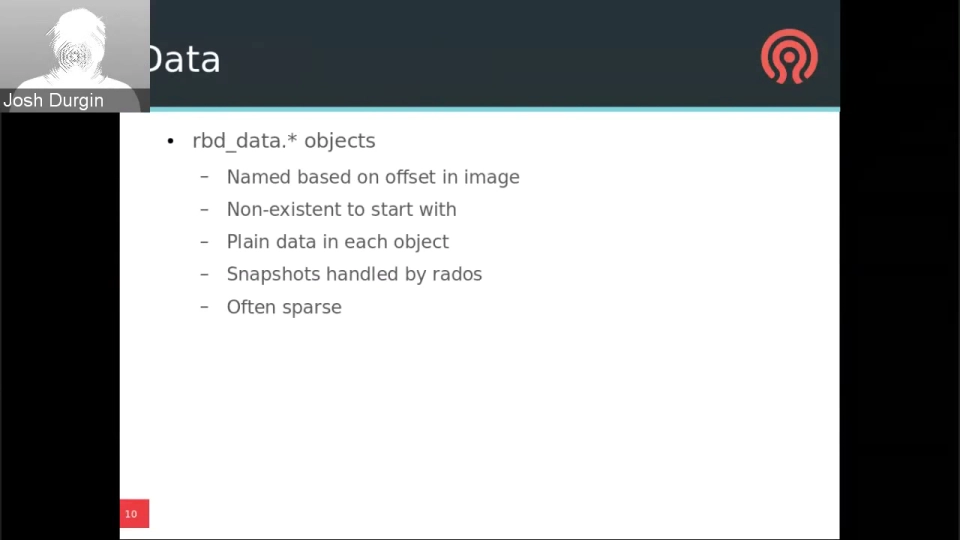 Data
Josh Durgin
• rbd_data.* objects
– Named based on offset in image
– Non-existent to start with
– Plain data in each object
– Snapshots handled by rados
– Often sparse
10